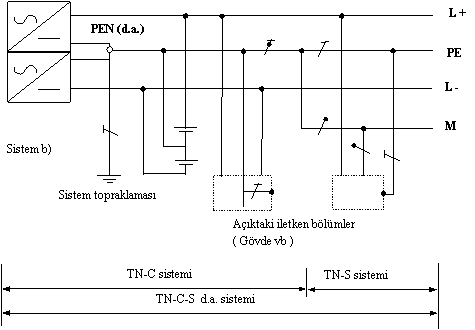 L +
PEN (d.a.)
PE
L -
M
Sistem b)
Sistem topraklaması
Açıktaki iletken bölümler
( Gövde vb )
TN-C sistemi
TN-S sistemi
TN-C-S d.a. sistemi